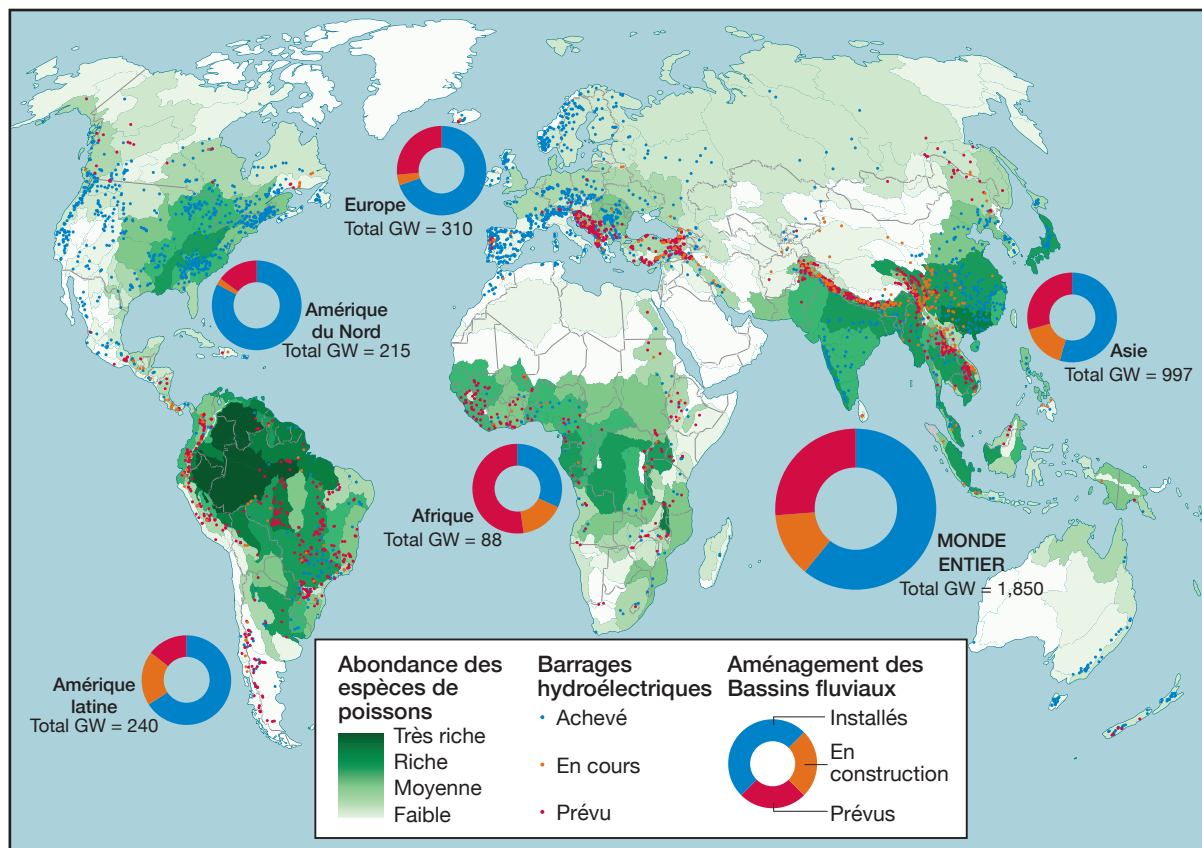 Europe
Total GW = 310
Amérique
du Nord
Total GW = 215
Asie
Total GW = 997
Afrique
Total GW = 88
MONDE
ENTIER
Total GW = 1,850
Amérique
latine
Total GW = 240
Abondance des
espèces de
poissons
Très riche
Riche
Moyenne
Faible
Barrages
hydroélectriques
Achevé
En cours
Prévu
Aménagement des
Bassins fluviaux
Installés
En
construction
Prévus